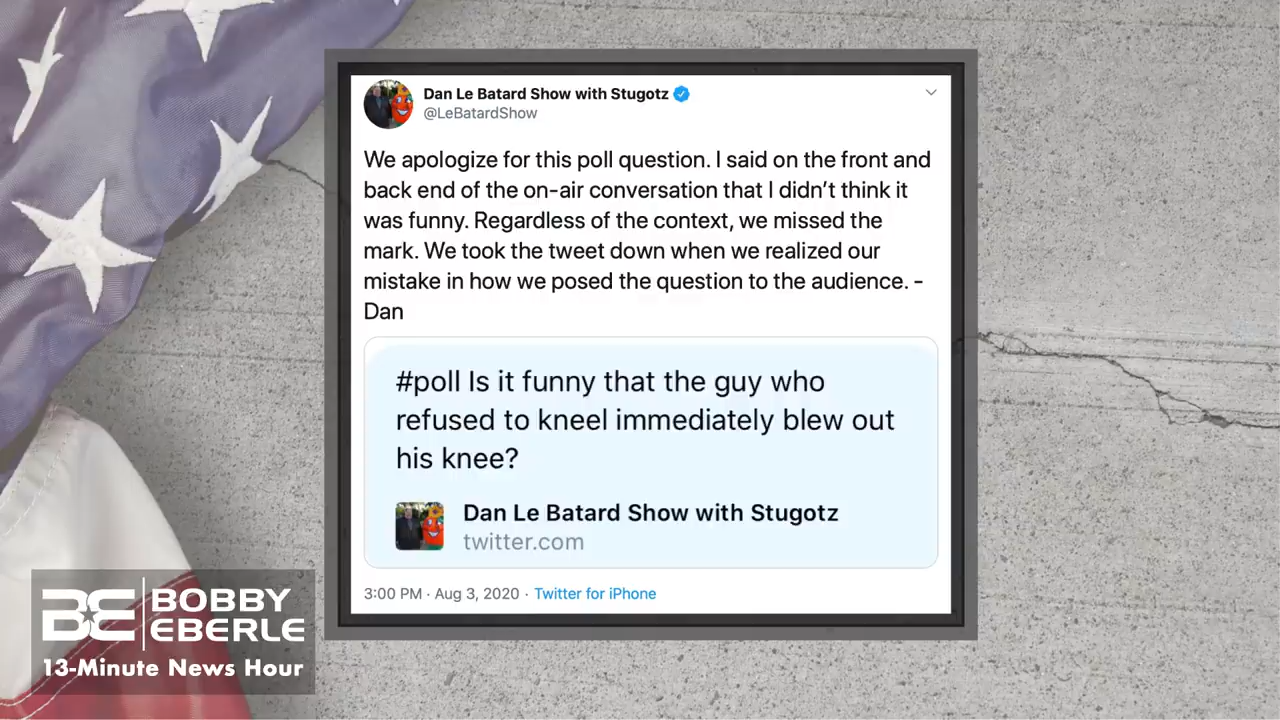 Dan Le Batard Show with Stugotz
@LeBatardShow
We apologize for this poll question. I said on the front and
back end of the on-air conversation that I didn’t think it
was funny. Regardless of the context, we missed the
mark. We took the tweet down when we realized our
mistake in how we posed the question to the audience. -
Dan
#poll Is it funny that the guy who
refused to kneel immediately blew out
his knee?
Dan Le Batard Show with Stugotz
twitter.com
3:00 PM · Aug 3, 2020 · Twitter for iPhone
BE BOBBY
EBERLE
13-Minute News Hour